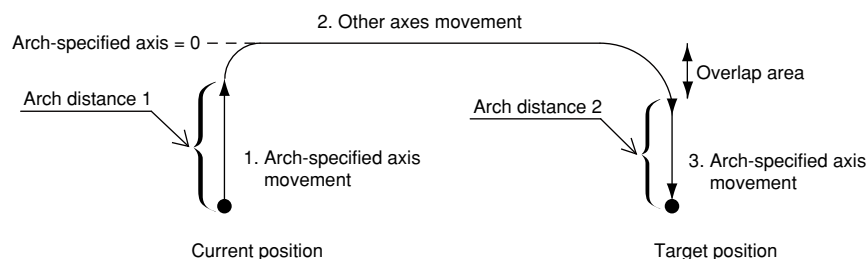 2. Other axes movement
Arch-specified axis = 0
Overlap area
Arch distance 1
Arch distance 2
1. Arch-specified axis
movement
3. Arch-specified axis
movement
Current position
Target position